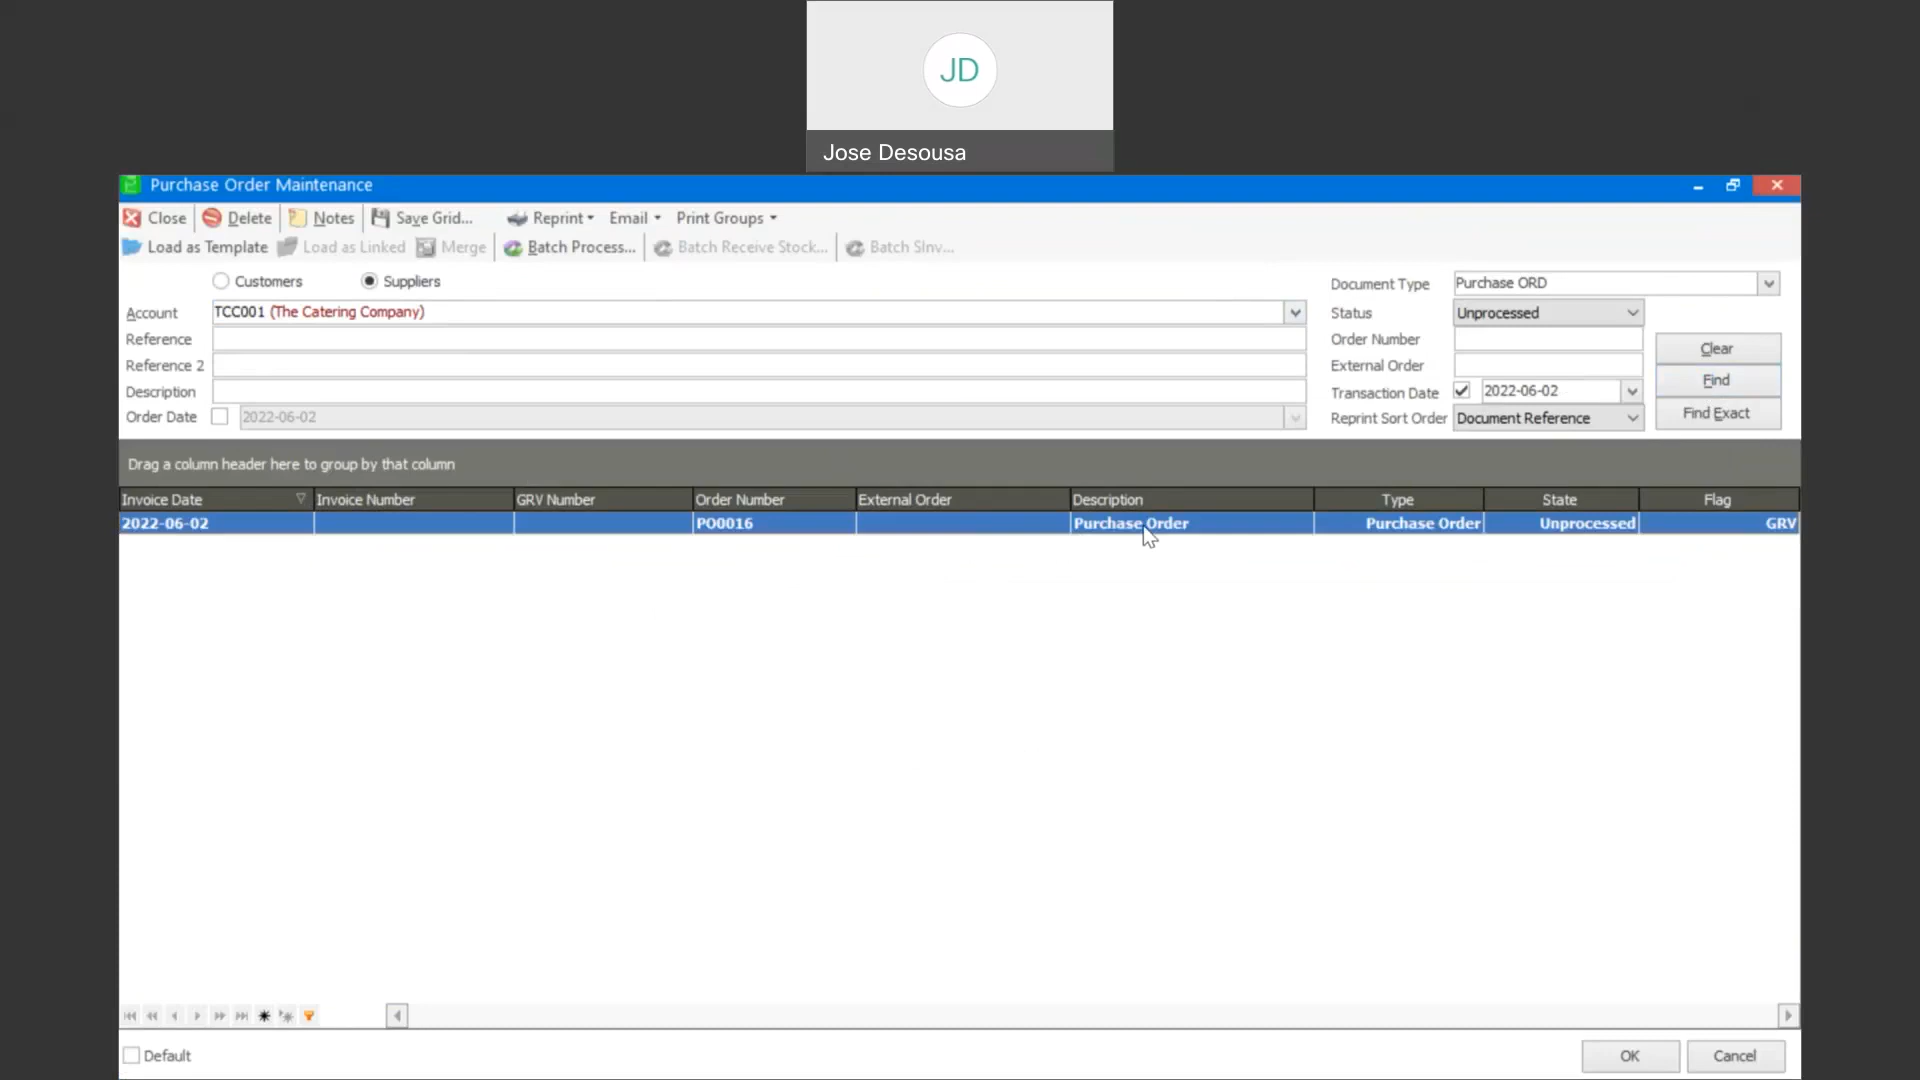 JD
Jose Desousa
Purchase Order Maintenance
Close Delete Notes Save Grid... Reprint Email Print Groups
Load as Template Load as Linked Merge Batch Process... Batch Receive Stock... Batch SInv...
Customers Suppliers
Document Type Purchase ORD
Account TCC001 (The Catering Company)
Status Unprocessed
Reference
Order Number
Clear
Reference 2
External Order
Find
Description
Transaction Date 2022-06-02
Order Date 2022-06-02
Reprint Sort Order Document Reference
Find Exact
Drag a column header here to group by that column
Invoice Date Invoice Number GRV Number Order Number External Order Description Type State Flag
2022-06-02 PO0016 Purchase Order Purchase Order Unprocessed GRV
Default
OK Cancel